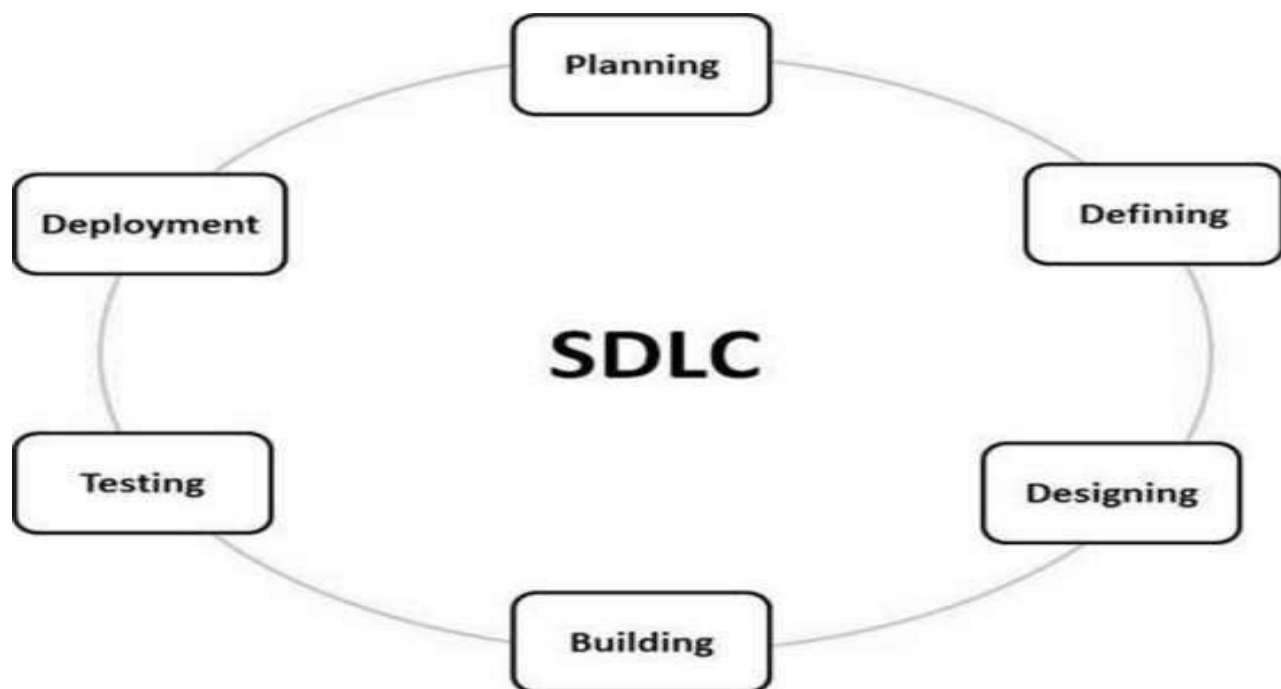 Planning
Defining
Designing
Building
Testing
Deployment
SDLC